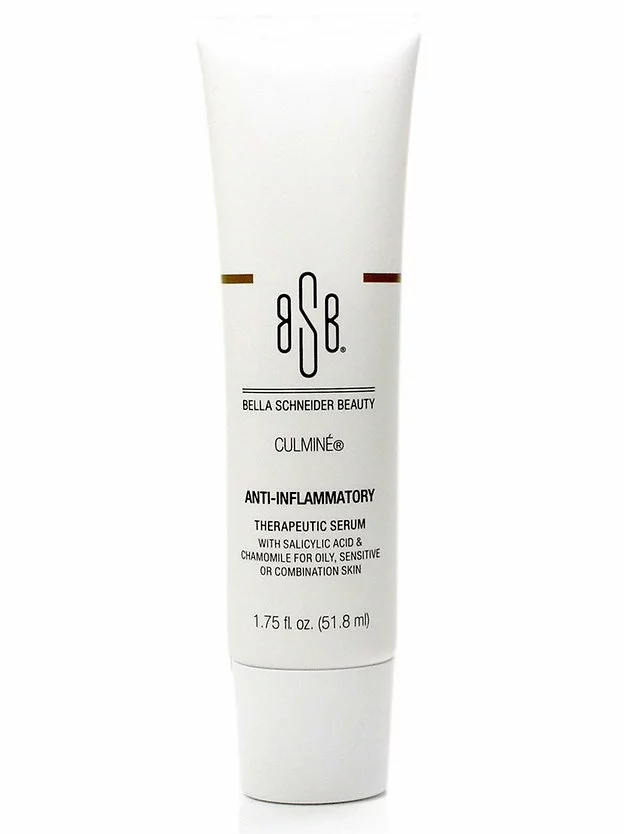 BSB®
BELLA SCHNEIDER BEAUTY
CULMINÉ®
ANTI-INFLAMMATORY
THERAPEUTIC SERUM
WITH SALICYLIC ACID &
CHAMOMILE FOR OILY, SENSITIVE
OR COMBINATION SKIN
1.75 fl. oz. (51.8 ml)